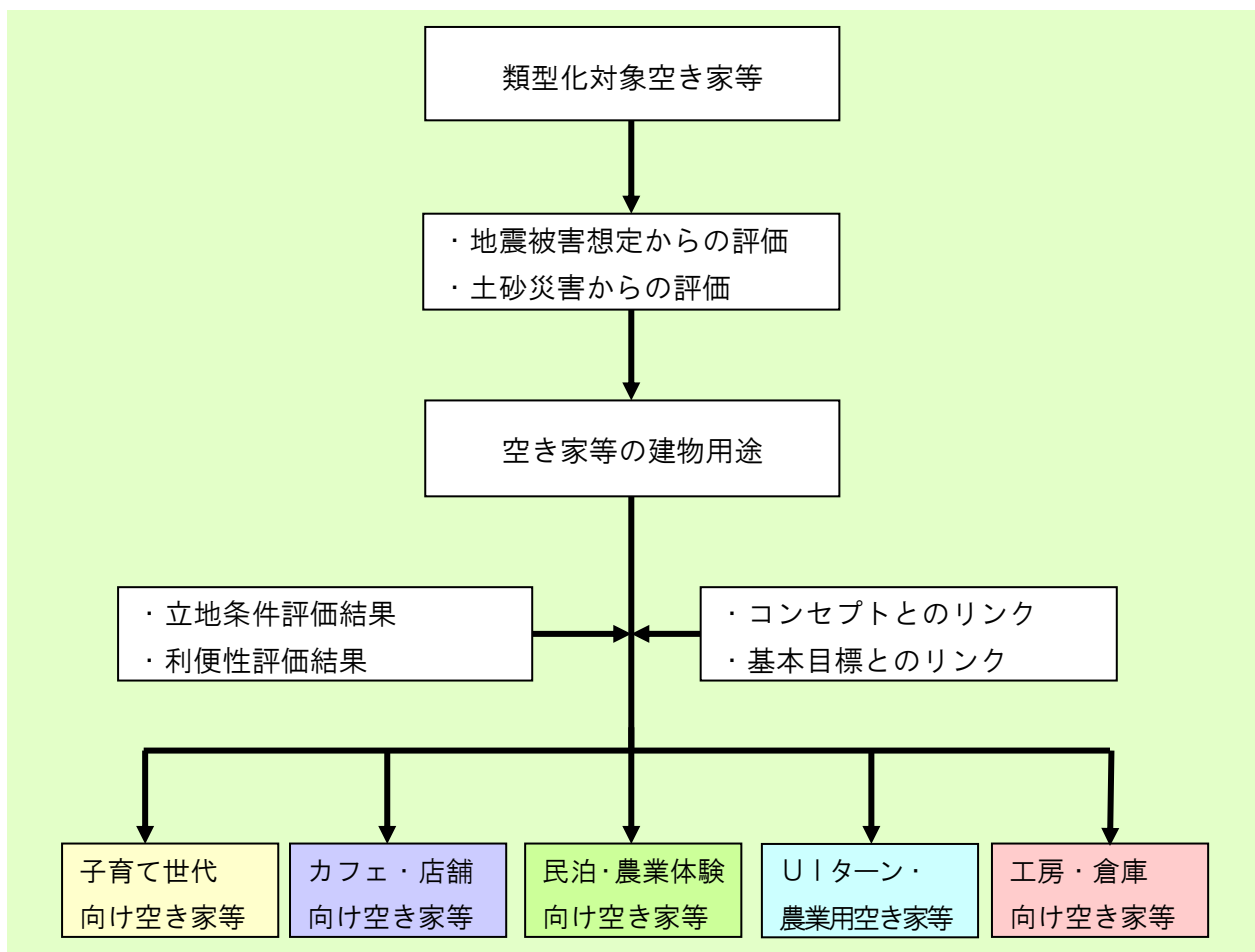 類型化対象空き家等
・地震被害想定からの評価
・土砂災害からの評価
空き家等の建物用途
・立地条件評価結果
・利便性評価結果
・コンセプトとのリンク
・基本目標とのリンク
子育て世代
向け空き家等
カフェ・店舗
向け空き家等
民泊・農業体験
向け空き家等
ＵＩターン・
農業用空き家等
工房・倉庫
向け空き家等